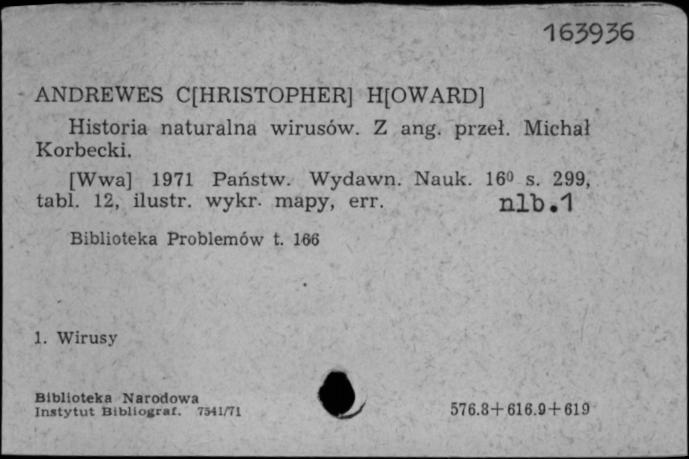 163936
ANDREWES C[HRISTOPHER] H[OWARD]
Historia naturalna wirusów. Z ang. przeł. Michał
Korbecki.
[Wwa] 1971 Państw. Wydawn. Nauk. 16⁰ s. 299,
tabl. 12, ilustr. wykr. mapy, err. nlb.1
Biblioteka Problemów t. 166
1. Wirusy
Biblioteka Narodowa
Instytut Bibliograf. 7541/71
576.8+616.9+619